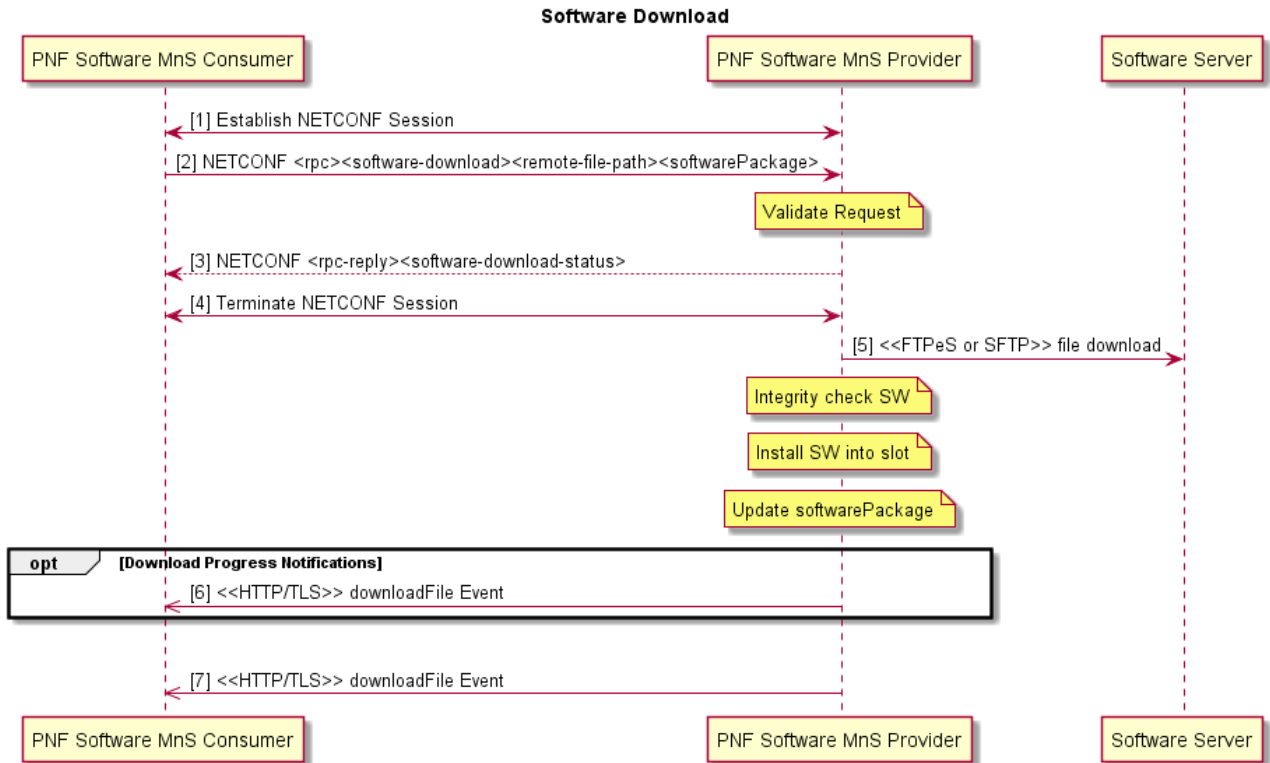 Software Download
PNF Software MnS Consumer
PNF Software MnS Provider
Software Server
[1] Establish NETCONF Session
[2] NETCONF <rpc><software-download><remote-file-path><softwarePackage>
Validate Request
[3] NETCONF <rpc-reply><software-download-status>
[4] Terminate NETCONF Session
[5] <<FTPeS or SFTP>> file download
Integrity check SW
Install SW into slot
Update softwarePackage
opt
[Download Progress Notifications]
[6] <<HTTP/TLS>> downloadFile Event
[7] <<HTTP/TLS>> downloadFile Event
PNF Software MnS Consumer
PNF Software MnS Provider
Software Server